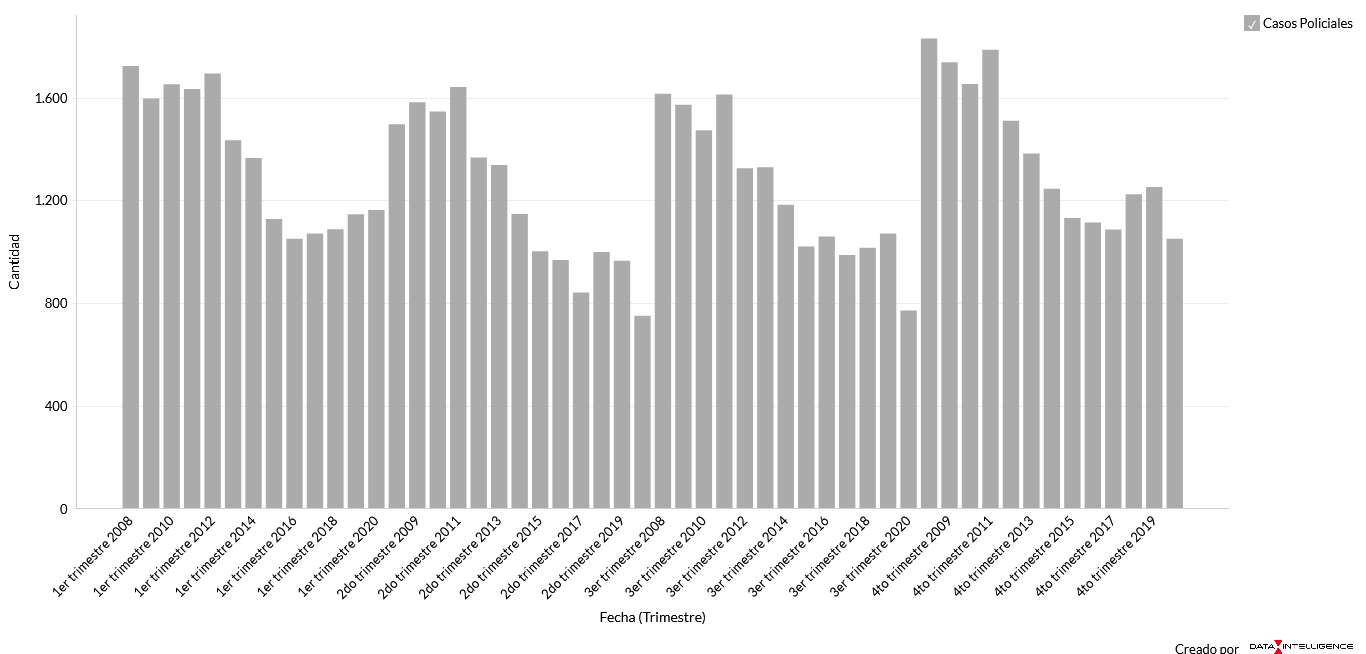 Casos Policiales
1.600
1.200
800
400
0
Cantidad
1er trimestre 2008
1er trimestre 2010
1er trimestre 2012
1er trimestre 2014
1er trimestre 2016
1er trimestre 2018
1er trimestre 2020
2do trimestre 2009
2do trimestre 2011
2do trimestre 2013
2do trimestre 2015
2do trimestre 2017
2do trimestre 2019
3er trimestre 2008
3er trimestre 2010
3er trimestre 2012
3er trimestre 2014
3er trimestre 2016
3er trimestre 2018
3er trimestre 2020
4to trimestre 2009
4to trimestre 2011
4to trimestre 2013
4to trimestre 2015
4to trimestre 2017
4to trimestre 2019
Fecha (Trimestre)
Creado por DATA INTELLIGENCE